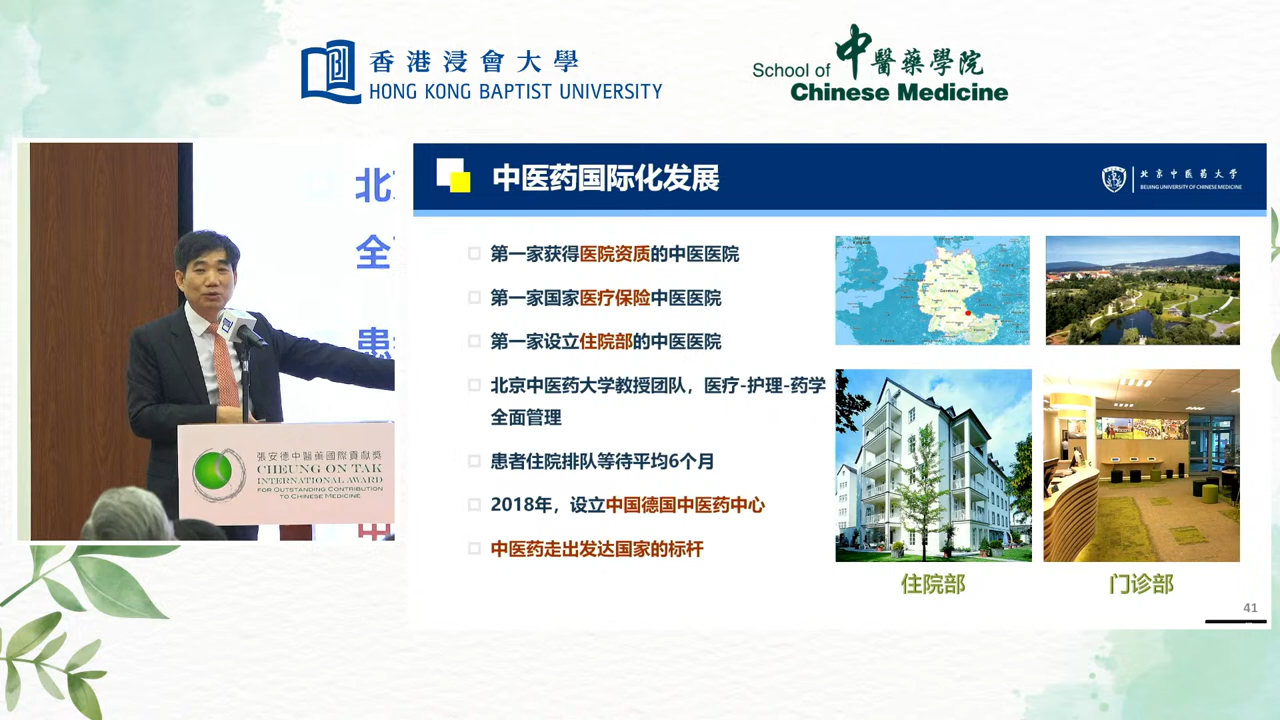 香港浸會大學
HONG KONG BAPTIST UNIVERSITY
School of 中醫藥學院
Chinese Medicine
北
全
患
張安德中醫藥國際貢獻獎
CHEUNG ON TAK
INTERNATIONAL AWARD
FOR OUTSTANDING CONTRIBUTION
TO CHINESE MEDICINE
中医药国际化发展
北京中医药大学
BEIJING UNIVERSITY OF CHINESE MEDICINE
第一家获得医院资质的中医医院
第一家国家医疗保险中医医院
第一家设立住院部的中医医院
北京中医药大学教授团队，医疗-护理-药学
全面管理
患者住院排队等待平均6个月
2018年，设立中国德国中医药中心
中医药走出发达国家的标杆
Germany
住院部
门诊部
41